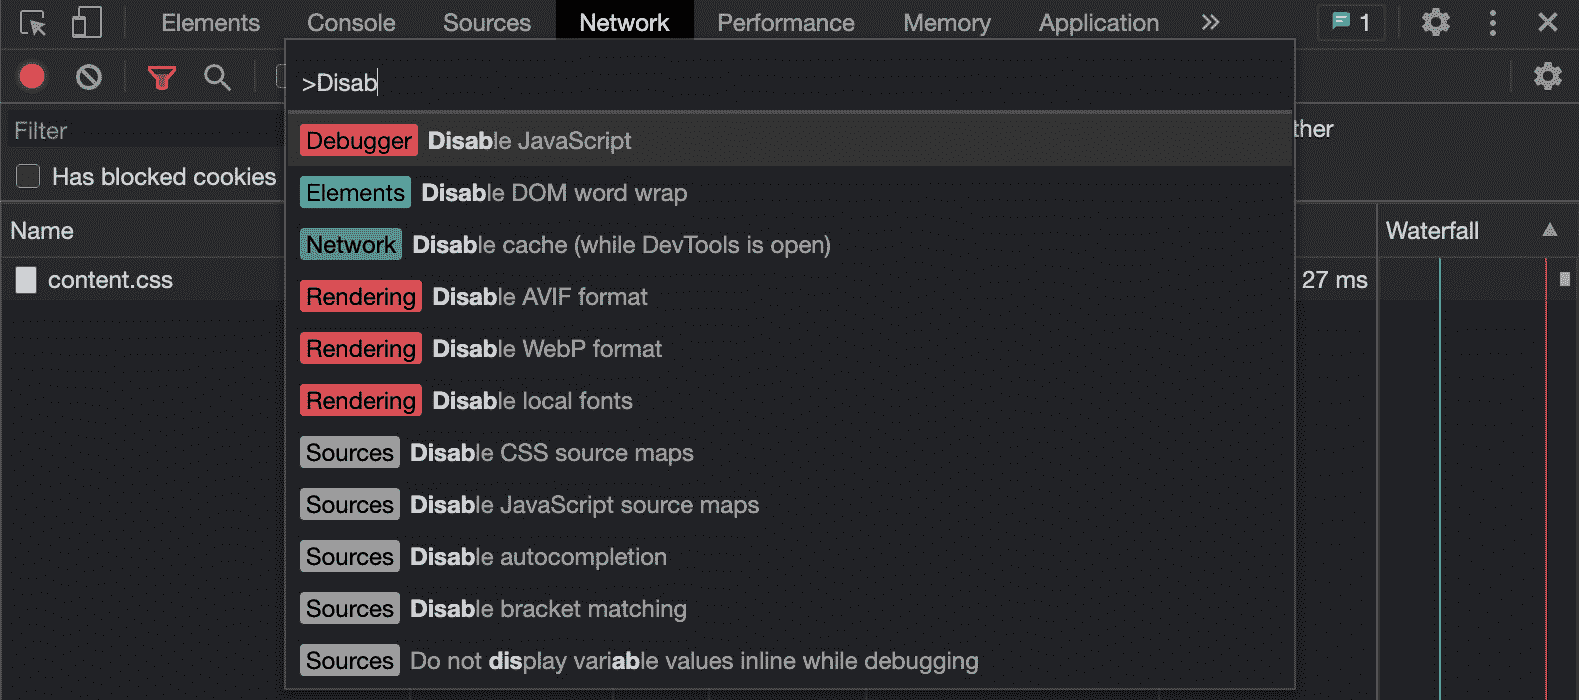 Elements Console Sources Network Performance Memory Application » 1
>Disab
Filter
ther
Has blocked cookies
Name
Waterfall
content.css
27 ms
Debugger Disable JavaScript
Elements Disable DOM word wrap
Network Disable cache (while DevTools is open)
Rendering Disable AVIF format
Rendering Disable WebP format
Rendering Disable local fonts
Sources Disable CSS source maps
Sources Disable JavaScript source maps
Sources Disable autocompletion
Sources Disable bracket matching
Sources Do not display variable values inline while debugging